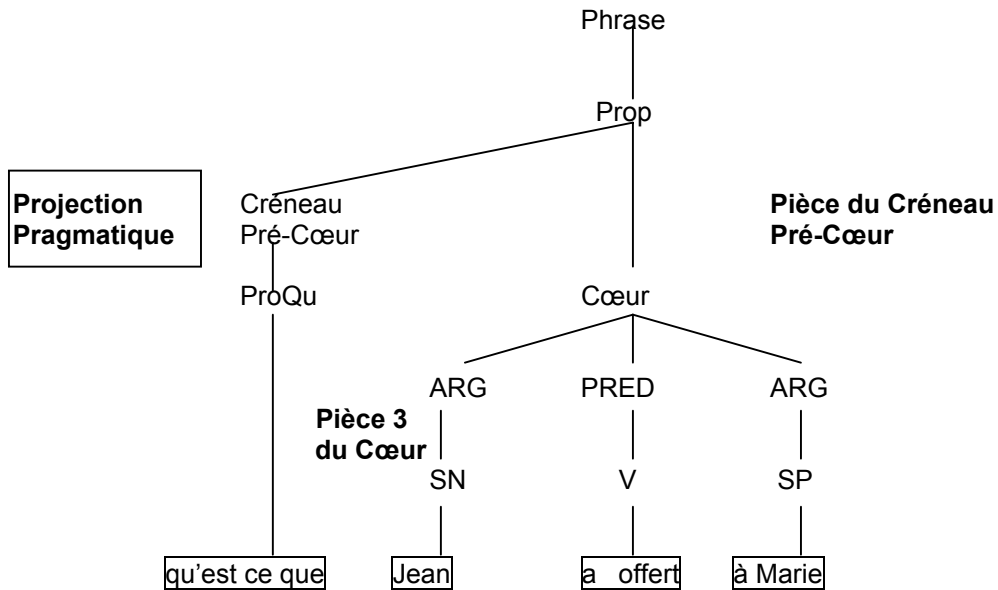 Phrase
Prop
Projection
Pragmatique
Créneau
Pré-Cœur
Pièce du Créneau
Pré-Cœur
ProQu
Cœur
ARG
PRED
ARG
Pièce 3
du Cœur
SN
V
SP
qu’est ce que
Jean
a offert
à Marie